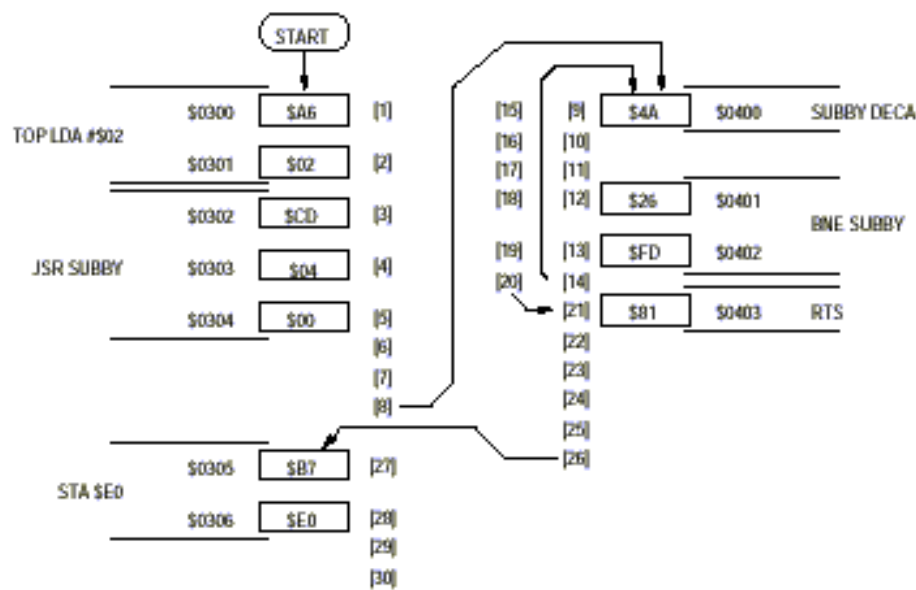 START
$0300 $A6 [1] [15] [9] $4A $0400 SUBBY DECA
TOP LDA #$02
[16] [10]
$0301 $02 [2] [17] [11]
[18] [12] $26 $0401
$0302 $CD [3]
BNE SUBBY
[19] [13] $FD $0402
JSR SUBBY $0303 $04 [4]
[20] [14]
$0304 $00 [5] [21] $81 $0403 RTS
[6] [22]
[7] [23]
[8] [24]
[25]
$0305 $B7 [27] [26]
STA $E0
$0306 $E0 [28]
[29]
[30]